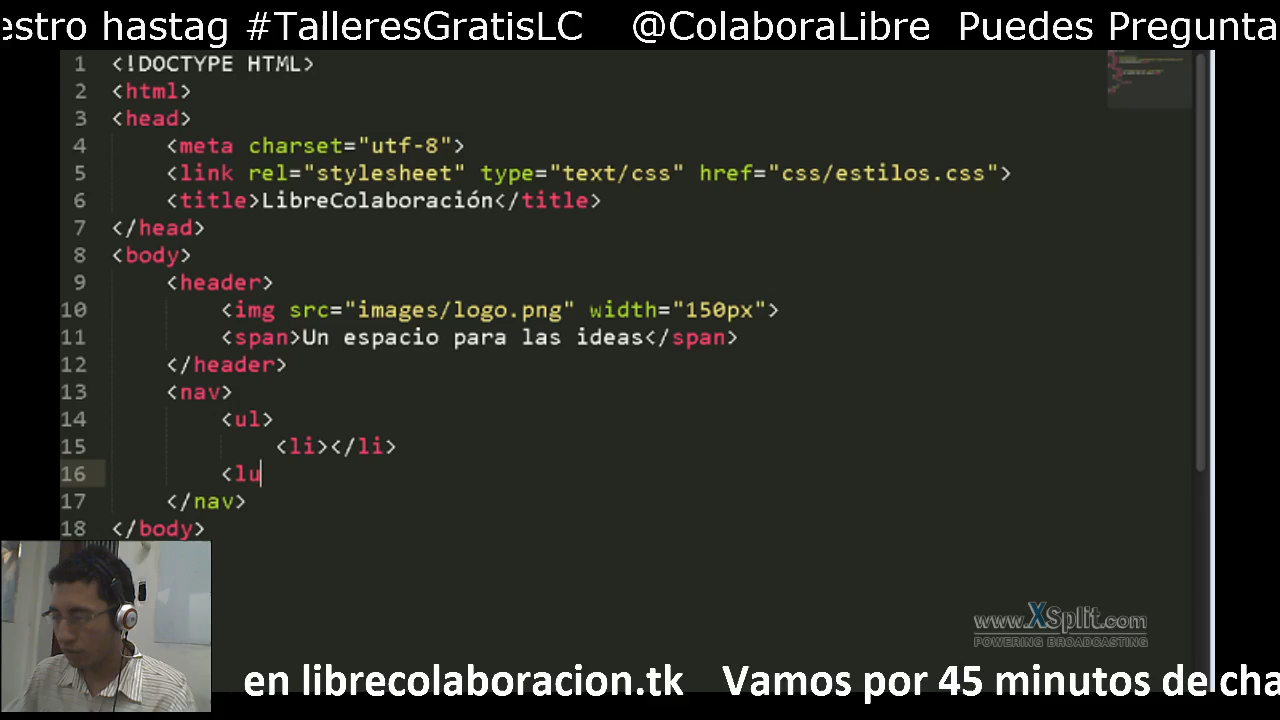 estro hastag #TalleresGratisLC @ColaboraLibre Puedes Pregunta
1 <!DOCTYPE HTML>
2 <html>
3 <head>
4 <meta charset="utf-8">
5 <link rel="stylesheet" type="text/css" href="css/estilos.css">
6 <title>LibreColaboración</title>
7 </head>
8 <body>
9 <header>
10 <img src="images/logo.png" width="150px">
11 <span>Un espacio para las ideas</span>
12 </header>
13 <nav>
14 <ul>
15 <li></li>
16 <lu
17 </nav>
18 </body>
www.XSplit.com
POWERING BROADCASTING
en librecolaboracion.tk Vamos por 45 minutos de cha